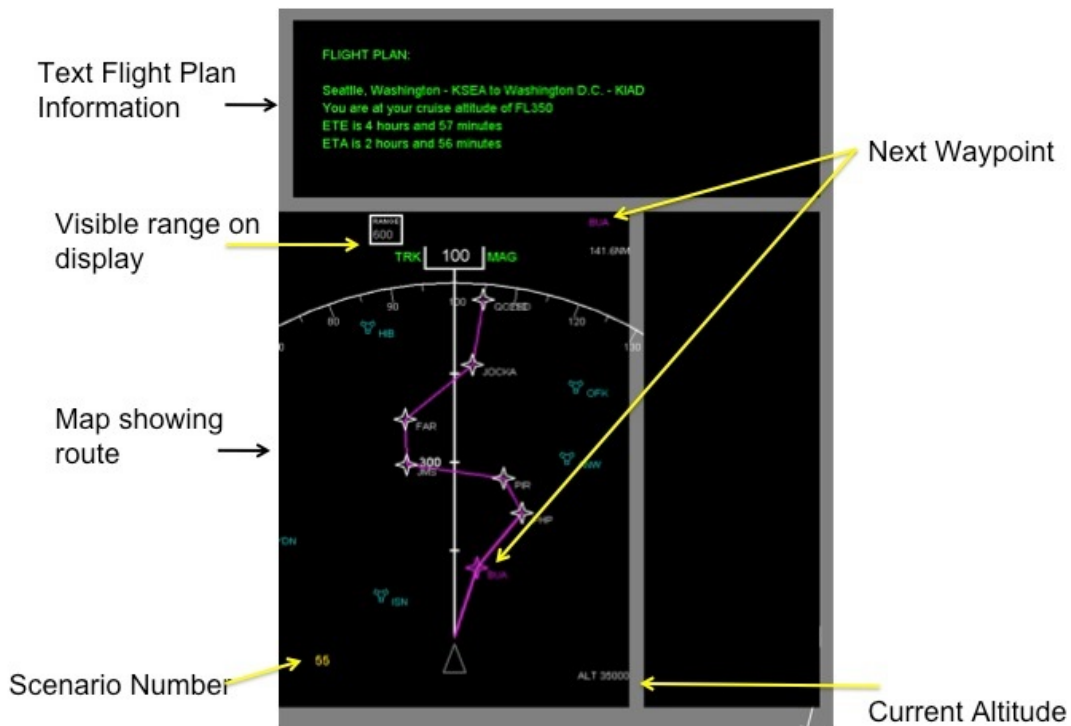 FLIGHT PLAN:
Seattle, Washington - KSEA to Washington D.C. - KIAD
You are at your cruise altitude of FL350
ETE is 4 hours and 57 minutes
ETA is 2 hours and 56 minutes
Text Flight Plan
Information
Next Waypoint
Visible range on
display
RANGE
600
BUA
141.6NM
TRK 100 MAG
80
90
100
120
130
HIB
JOCKA
OFK
Map showing
route
FAR
300
JMS
PIR
PHP
BUA
ISN
55
Scenario Number
ALT 35000
Current Altitude